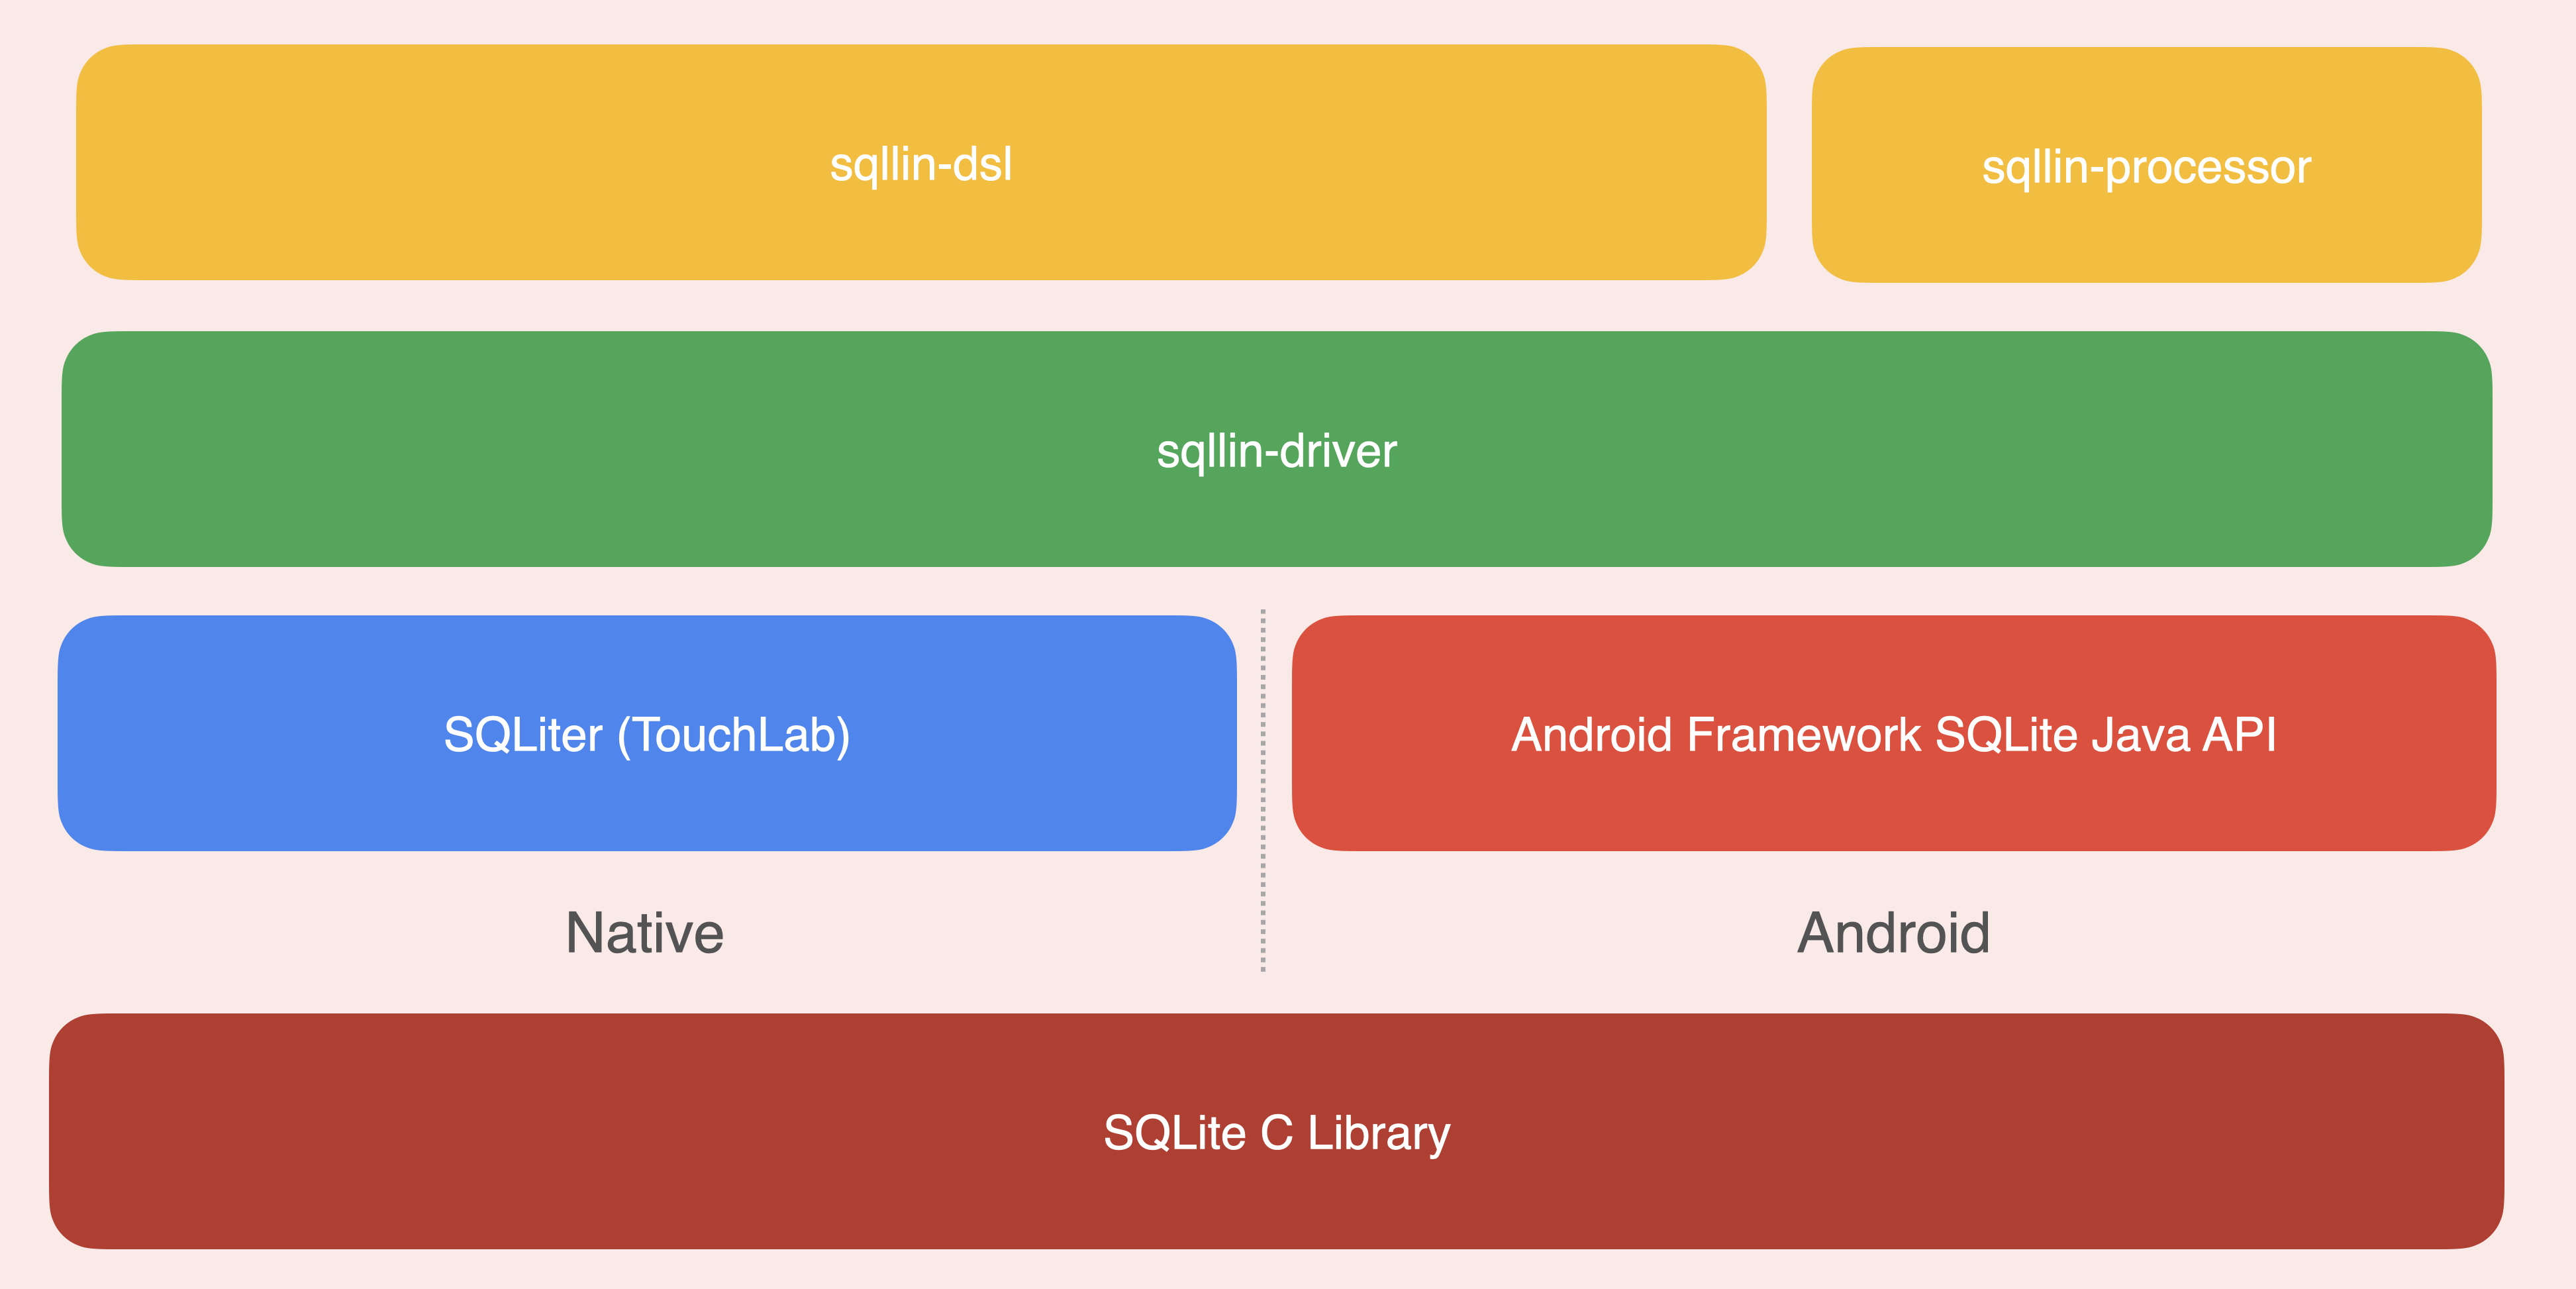 sqllin-dsl
sqllin-processor
sqllin-driver
SQLiter (TouchLab)
Android Framework SQLite Java API
Native
Android
SQLite C Library